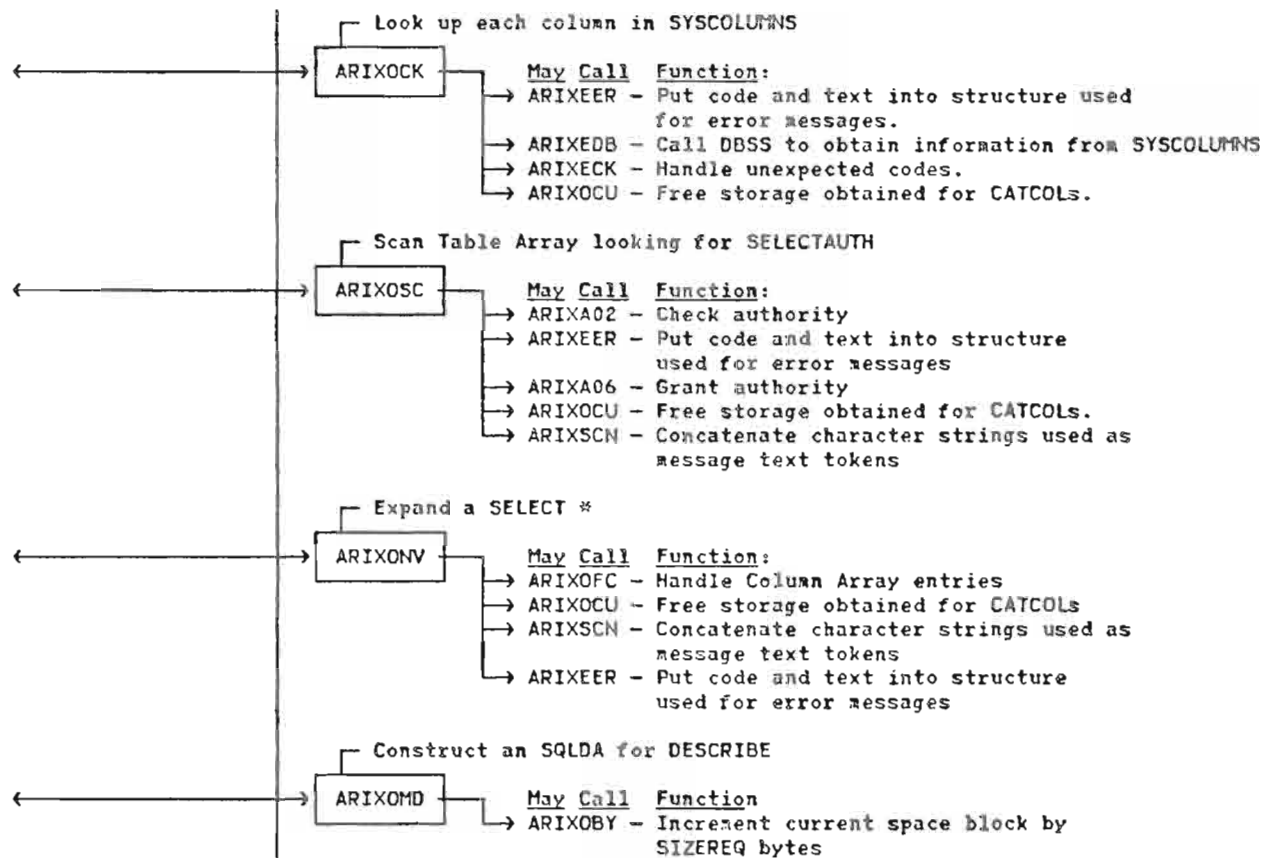 Look up each column in SYSCOLUMNS
ARIXOCK May Call Function:
ARIXEER - Put code and text into structure used
for error messages.
ARIXEDB - Call DBSS to obtain information from SYSCOLUMNS
ARIXECK - Handle unexpected codes.
ARIXOCU - Free storage obtained for CATCOLs.
Scan Table Array looking for SELECTAUTH
ARIXOSC May Call Function:
ARIXA02 - Check authority
ARIXEER - Put code and text into structure
used for error messages
ARIXA06 - Grant authority
ARIXOCU - Free storage obtained for CATCOLs.
ARIXSCN - Concatenate character strings used as
message text tokens
Expand a SELECT *
ARIXONV May Call Function:
ARIXOFC - Handle Column Array entries
ARIXOCU - Free storage obtained for CATCOLs
ARIXSCN - Concatenate character strings used as
message text tokens
ARIXEER - Put code and text into structure
used for error messages
Construct an SQLDA for DESCRIBE
ARIXOMD May Call Function
ARIXOBY - Increment current space block by
SIZEREQ bytes